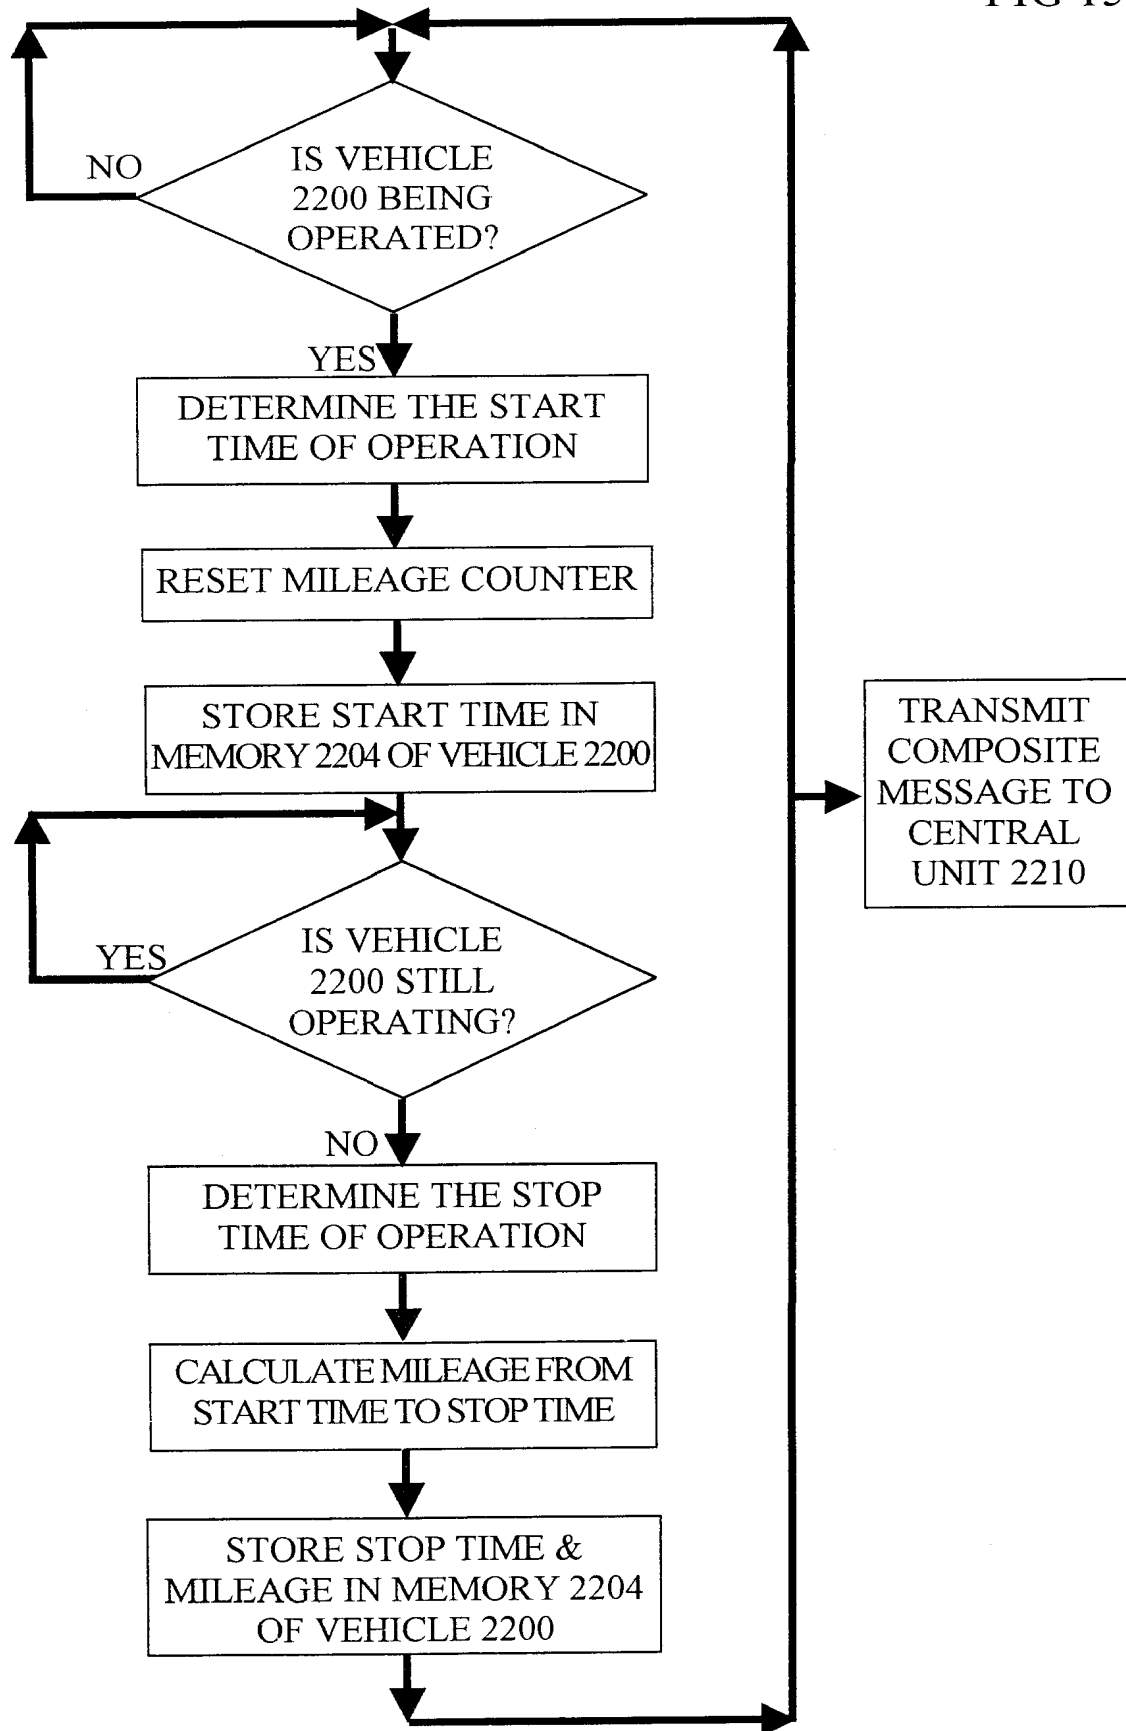 FIG 15
IS VEHICLE
2200 BEING
OPERATED?
NO
YES
DETERMINE THE START
TIME OF OPERATION
RESET MILEAGE COUNTER
STORE START TIME IN
MEMORY 2204 OF VEHICLE 2200
TRANSMIT
COMPOSITE
MESSAGE TO
CENTRAL
UNIT 2210
IS VEHICLE
2200 STILL
OPERATING?
YES
NO
DETERMINE THE STOP
TIME OF OPERATION
CALCULATE MILEAGE FROM
START TIME TO STOP TIME
STORE STOP TIME &
MILEAGE IN MEMORY 2204
OF VEHICLE 2200